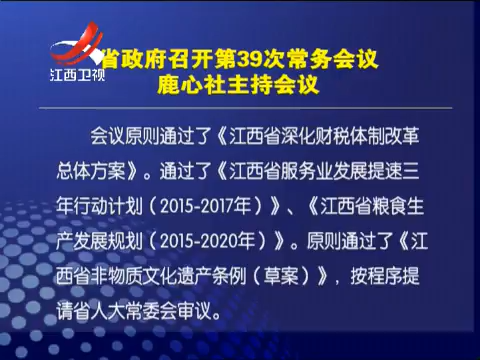 省政府召开第39次常务会议
江西卫视
鹿心社主持会议
会议原则通过了《江西省深化财税体制改革
总体方案》。通过了《江西省服务业发展提速三
年行动计划（2015-2017年）》、《江西省粮食生
产发展规划（2015-2020年）》。原则通过了《江
西省非物质文化遗产条例（草案）》，按程序提
请省人大常委会审议。